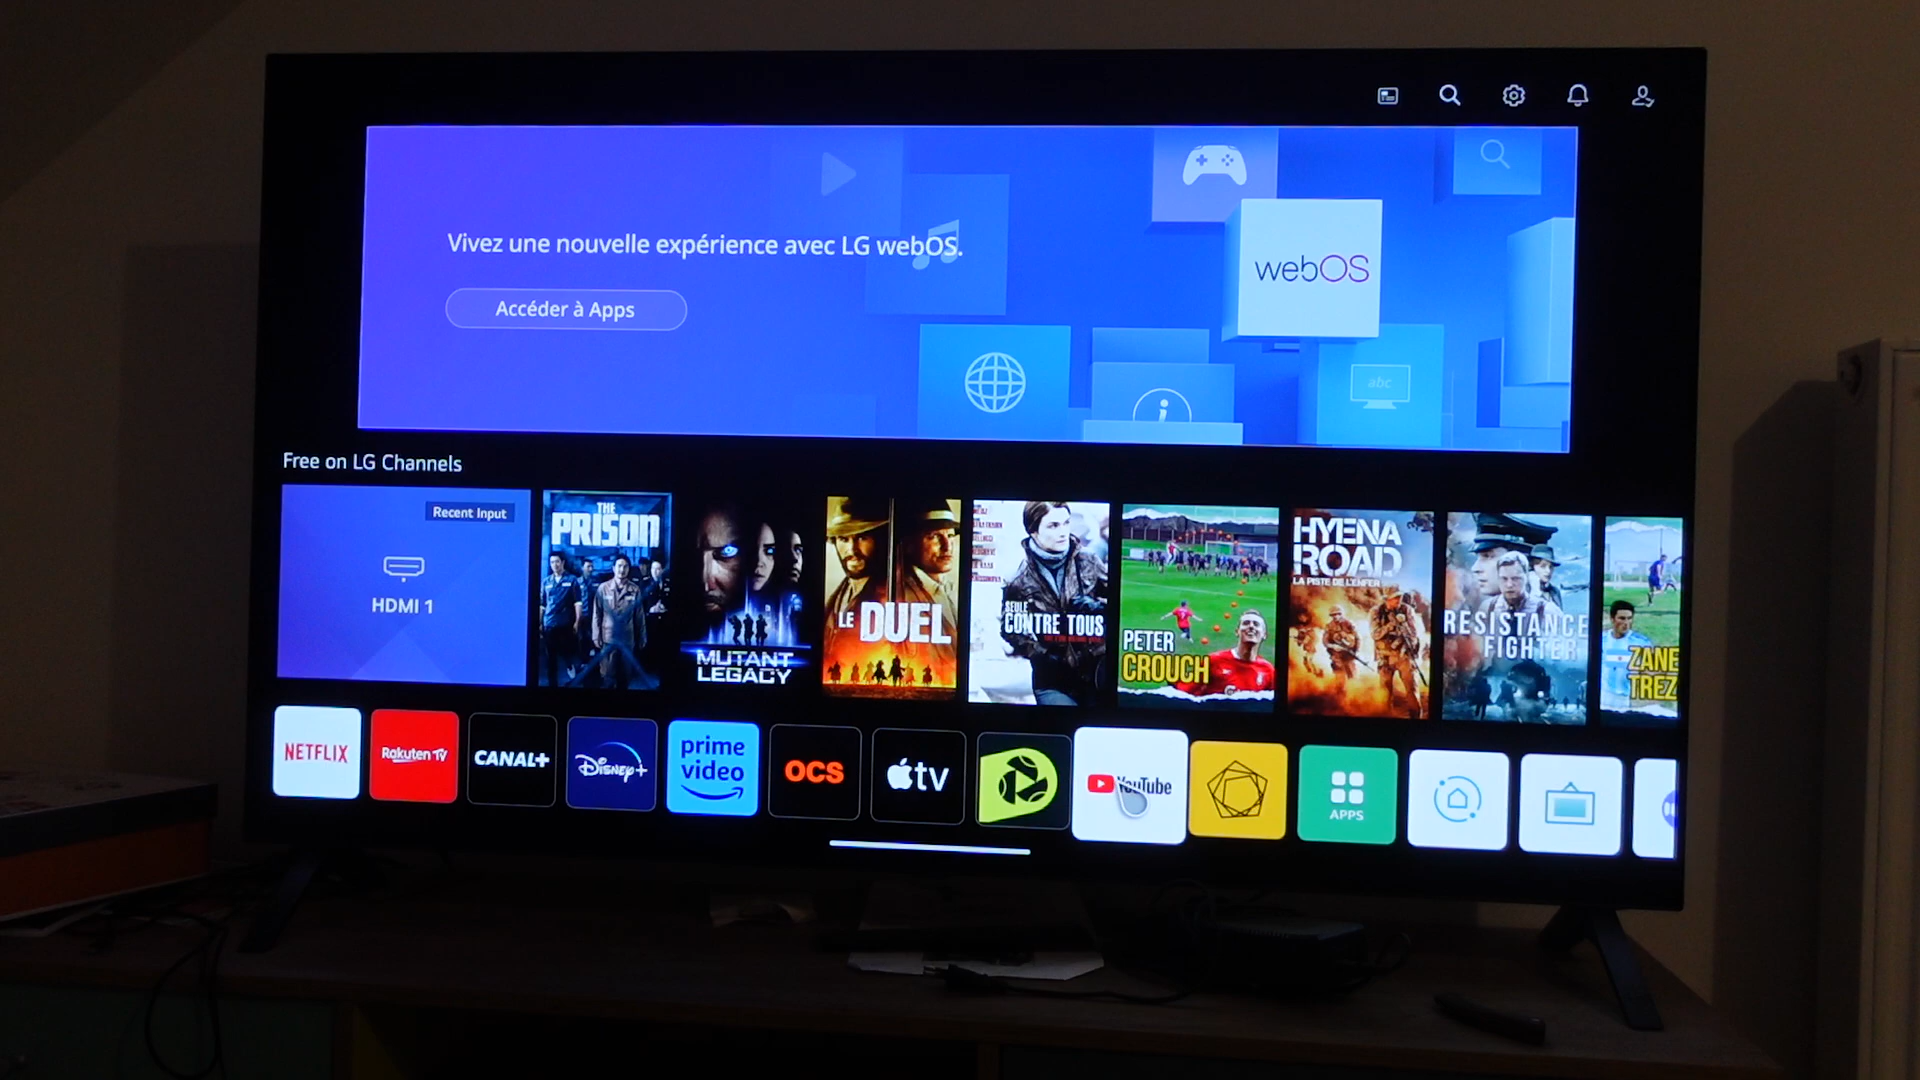 Vivez une nouvelle expérience avec LG webOS.
Accéder à Apps
webOS
abc
i
Free on LG Channels
Recent Input
HDMI 1
THE
PRISON
MUTANT
LEGACY
LE DUEL
SEULE
CONTRE TOUS
PETER
CROUCH
HYENA
ROAD
LA PISTE DE L'ENFER
RESISTANCE
FIGHTER
ZANE
TREZ
NETFLIX
Rakuten TV
CANAL+
Disney+
prime
video
OCS
tv
YouTube
APPS